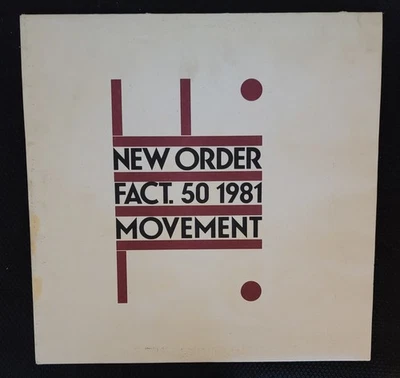 NEW ORDER
FACT. 50 1981
MOVEMENT